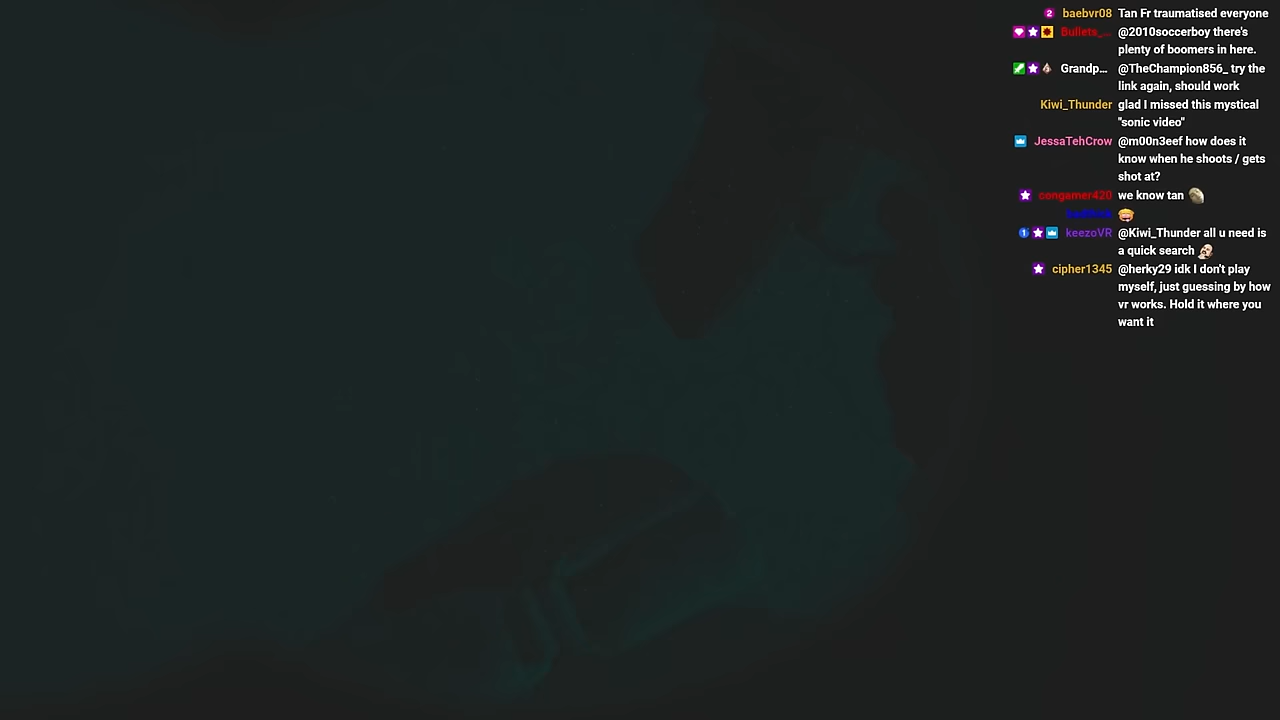 baebvr08 Tan Fr traumatised everyone
Bullets_... @2010soccerboy there's
plenty of boomers in here.
Grandp... @TheChampion856_ try the
link again, should work
Kiwi_Thunder glad I missed this mystical
"sonic video"
JessaTehCrow @m00n3eef how does it
know when he shoots / gets
shot at?
congamer420 we know tan
keezoVR @Kiwi_Thunder all u need is
a quick search
cipher1345 @herky29 idk I don't play
myself, just guessing by how
vr works. Hold it where you
want it